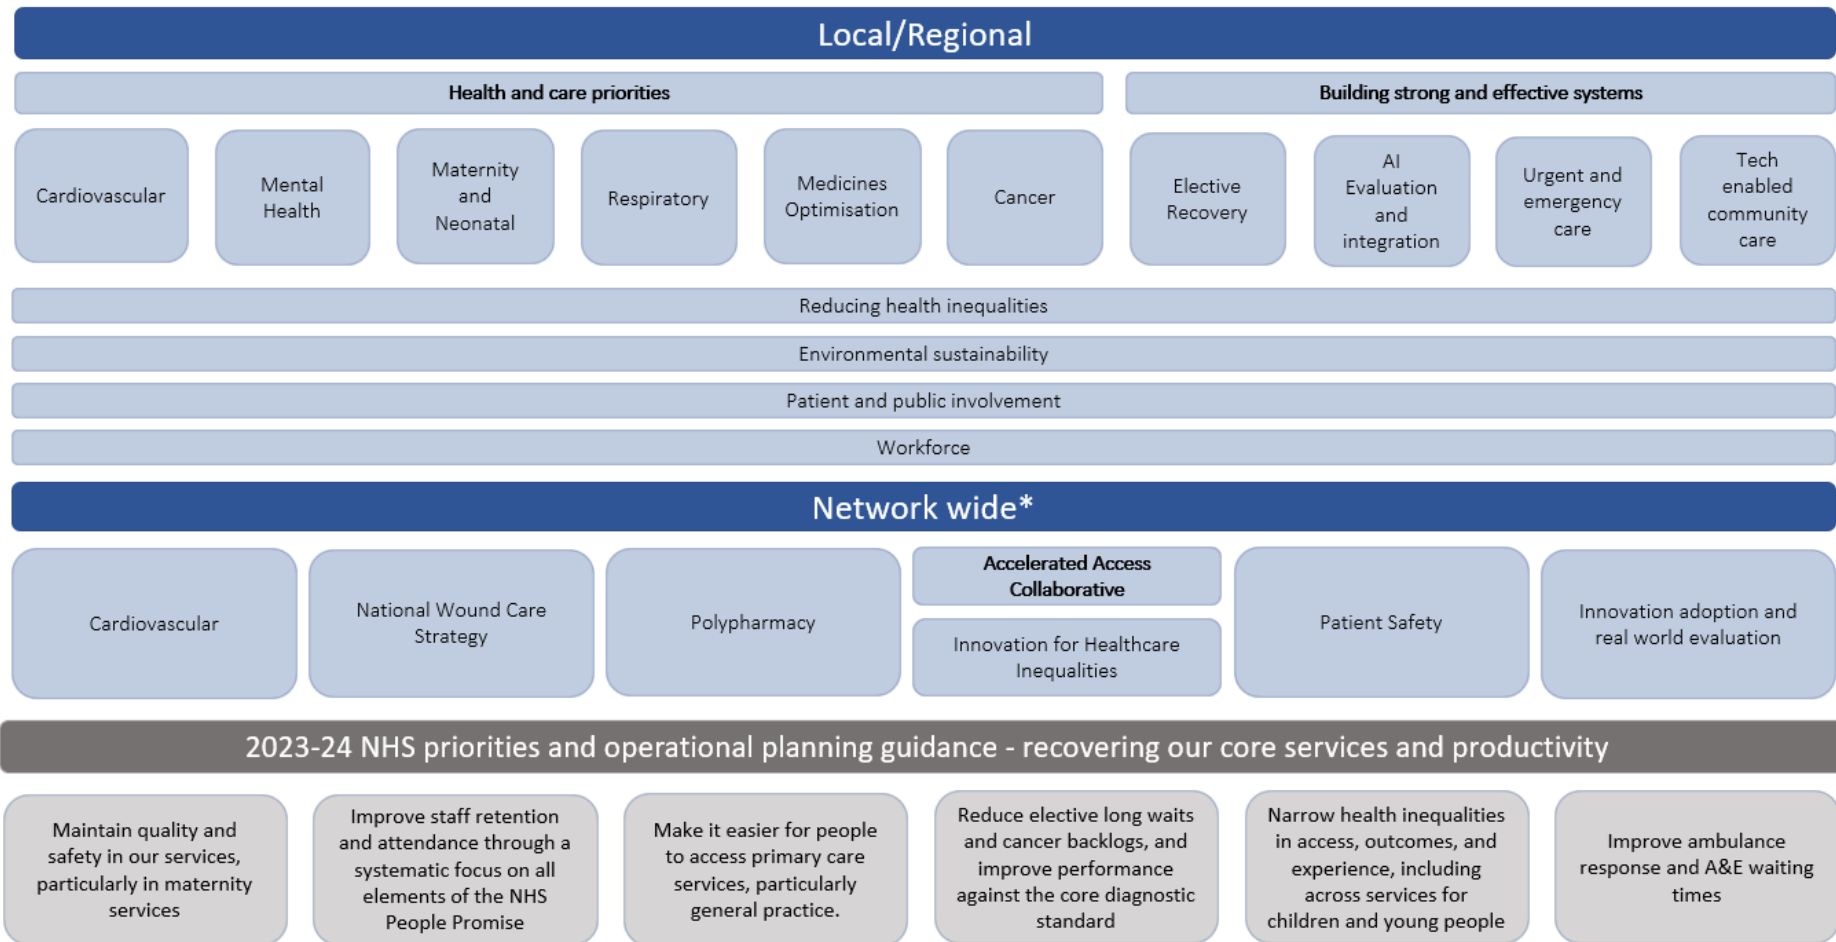 Local/Regional
Health and care priorities
Building strong and effective systems
Cardiovascular
Mental
Health
Maternity
and
Neonatal
Respiratory
Medicines
Optimisation
Cancer
Elective
Recovery
AI
Evaluation
and
integration
Urgent and
emergency
care
Tech
enabled
community
care
Reducing health inequalities
Environmental sustainability
Patient and public involvement
Workforce
Network wide*
Cardiovascular
National Wound Care
Strategy
Polypharmacy
Accelerated Access
Collaborative
Innovation for Healthcare
Inequalities
Patient Safety
Innovation adoption and
real world evaluation
2023-24 NHS priorities and operational planning guidance - recovering our core services and productivity
Maintain quality and
safety in our services,
particularly in maternity
services
Improve staff retention
and attendance through a
systematic focus on all
elements of the NHS
People Promise
Make it easier for people
to access primary care
services, particularly
general practice.
Reduce elective long waits
and cancer backlogs, and
improve performance
against the core diagnostic
standard
Narrow health inequalities
in access, outcomes, and
experience, including
across services for
children and young people
Improve ambulance
response and A&E waiting
times